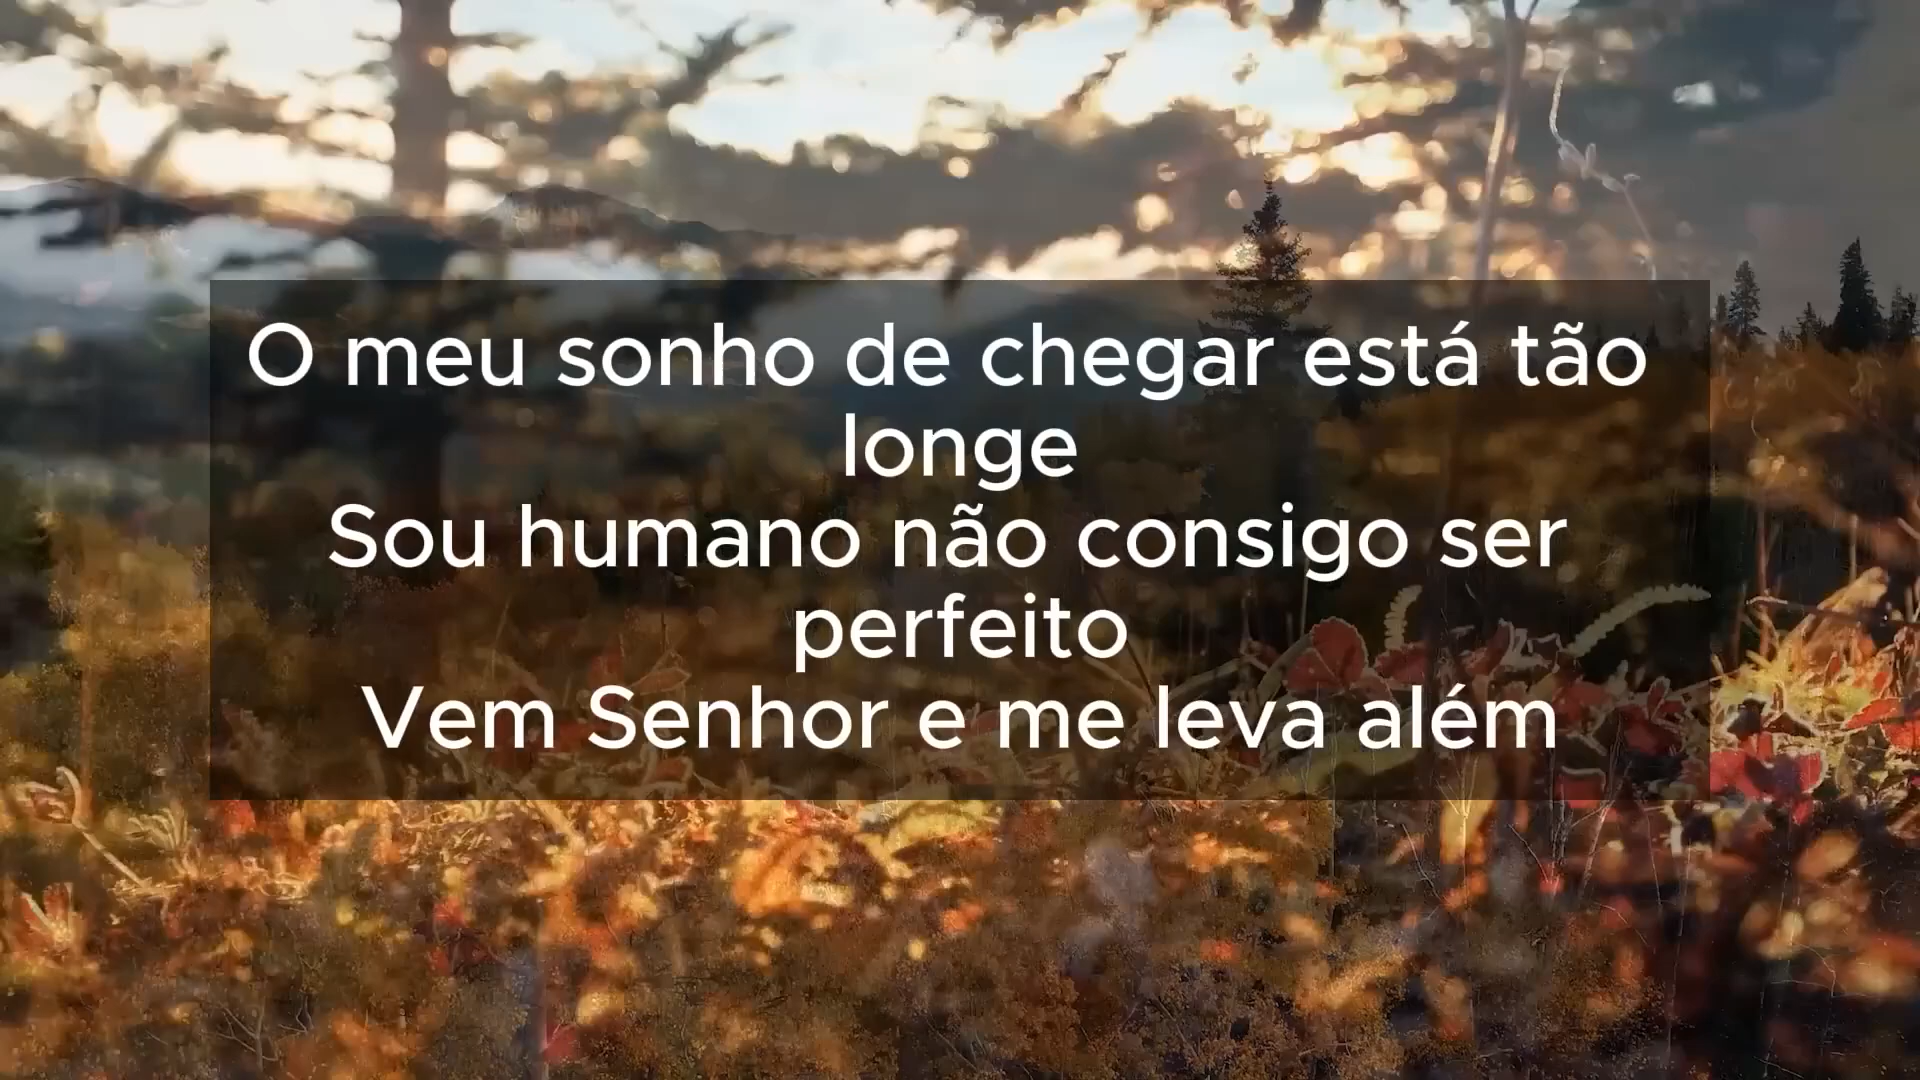 O meu sonho de chegar está tão
longe
Sou humano não consigo ser
perfeito
Vem Senhor e me leva além